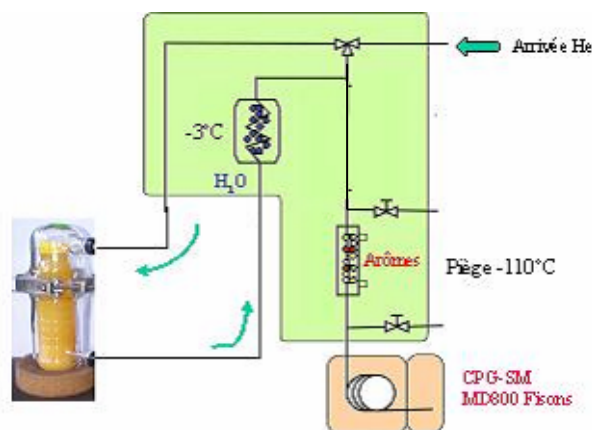 Arrivée He
-3°C
H₂O
Arômes
Piège -110°C
CPG-SM
MD800 Fisons